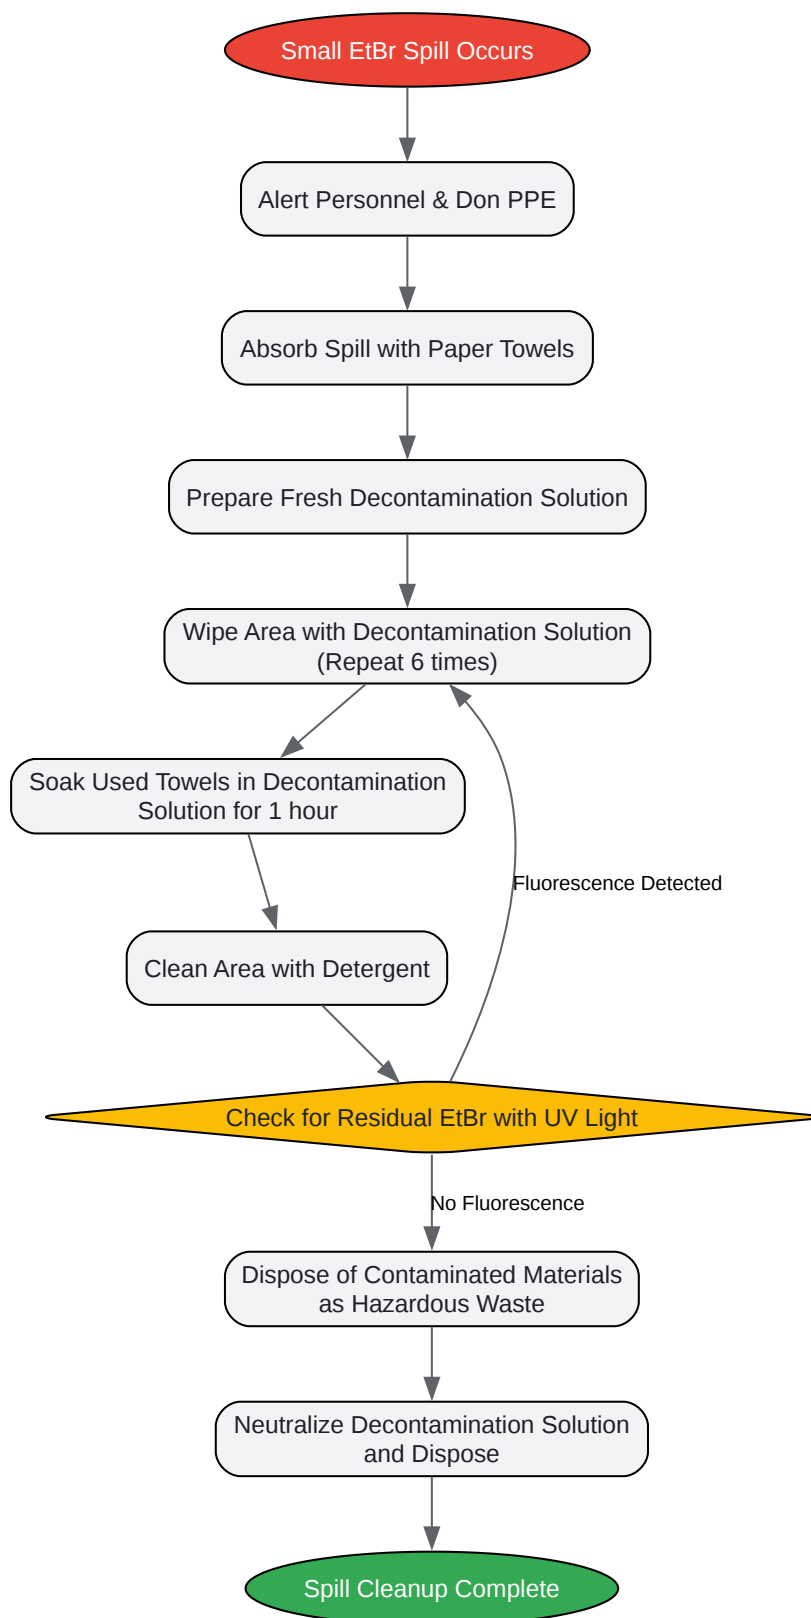 Small EtBr Spill Occurs
Alert Personnel & Don PPE
Absorb Spill with Paper Towels
Prepare Fresh Decontamination Solution
Wipe Area with Decontamination Solution
(Repeat 6 times)
Soak Used Towels in Decontamination
Solution for 1 hour
Fluorescence Detected
Clean Area with Detergent
Check for Residual EtBr with UV Light
No Fluorescence
Dispose of Contaminated Materials
as Hazardous Waste
Neutralize Decontamination Solution
and Dispose
Spill Cleanup Complete